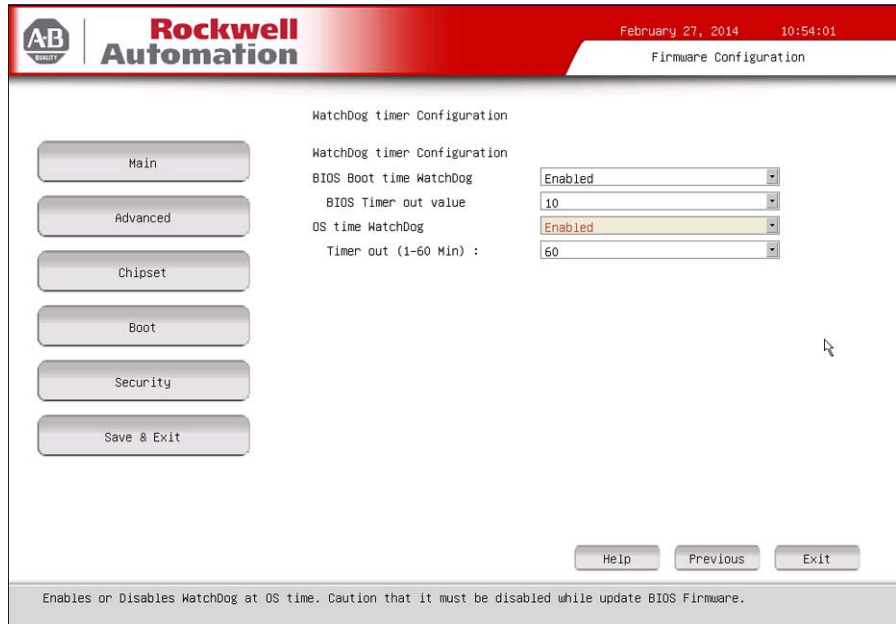 A·B
QUALITY
Rockwell
Automation
February 27, 2014 10:54:01
Firmware Configuration
Main
Advanced
Chipset
Boot
Security
Save & Exit
WatchDog timer Configuration
WatchDog timer Configuration
BIOS Boot time WatchDog Enabled
BIOS Timer out value 10
OS time WatchDog Enabled
Timer out (1-60 Min) : 60
Help Previous Exit
Enables or Disables WatchDog at OS time. Caution that it must be disabled while update BIOS Firmware.